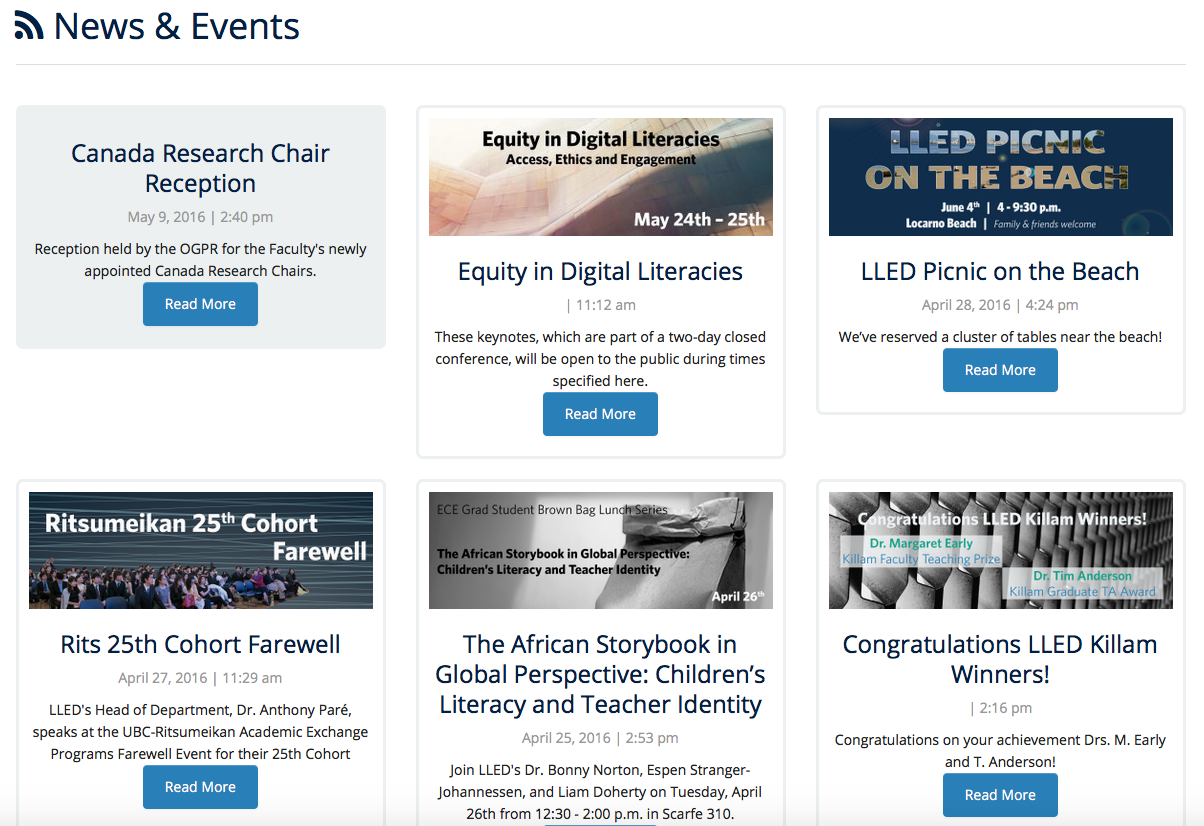 News & Events
Canada Research Chair
Reception
May 9, 2016 | 2:40 pm
Reception held by the OGPR for the Faculty's newly
appointed Canada Research Chairs.
Read More
Equity in Digital Literacies
Access, Ethics and Engagement
May 24th – 25th
Equity in Digital Literacies
| 11:12 am
These keynotes, which are part of a two-day closed
conference, will be open to the public during times
specified here.
Read More
LLED PICNIC
ON THE BEACH
June 4th | 4 - 9:30 p.m.
Locarno Beach | Family & friends welcome
LLED Picnic on the Beach
April 28, 2016 | 4:24 pm
We’ve reserved a cluster of tables near the beach!
Read More
Ritsumeikan 25th Cohort
Farewell
Rits 25th Cohort Farewell
April 27, 2016 | 11:29 am
LLED's Head of Department, Dr. Anthony Paré,
speaks at the UBC-Ritsumeikan Academic Exchange
Programs Farewell Event for their 25th Cohort
Read More
ECE Grad Student Brown Bag Lunch Series
The African Storybook in Global Perspective:
Children’s Literacy and Teacher Identity
April 26th
The African Storybook in
Global Perspective: Children’s
Literacy and Teacher Identity
April 25, 2016 | 2:53 pm
Join LLED's Dr. Bonny Norton, Espen Stranger-
Johannessen, and Liam Doherty on Tuesday, April
26th from 12:30 - 2:00 p.m. in Scarfe 310.
Congratulations LLED Killam Winners!
Dr. Margaret Early
Killam Faculty Teaching Prize
Dr. Tim Anderson
Killam Graduate TA Award
Congratulations LLED Killam
Winners!
| 2:16 pm
Congratulations on your achievement Drs. M. Early
and T. Anderson!
Read More